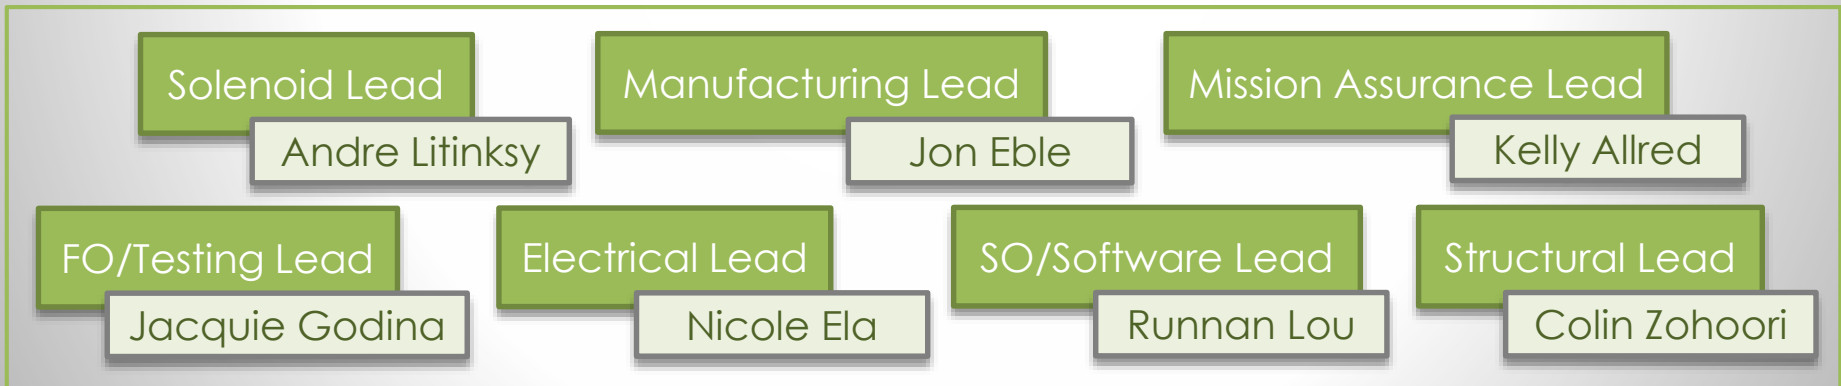 Solenoid Lead
Andre Litinksy
Manufacturing Lead
Jon Eble
Mission Assurance Lead
Kelly Allred
FO/Testing Lead
Jacquie Godina
Electrical Lead
Nicole Ela
SO/Software Lead
Runnan Lou
Structural Lead
Colin Zohoori